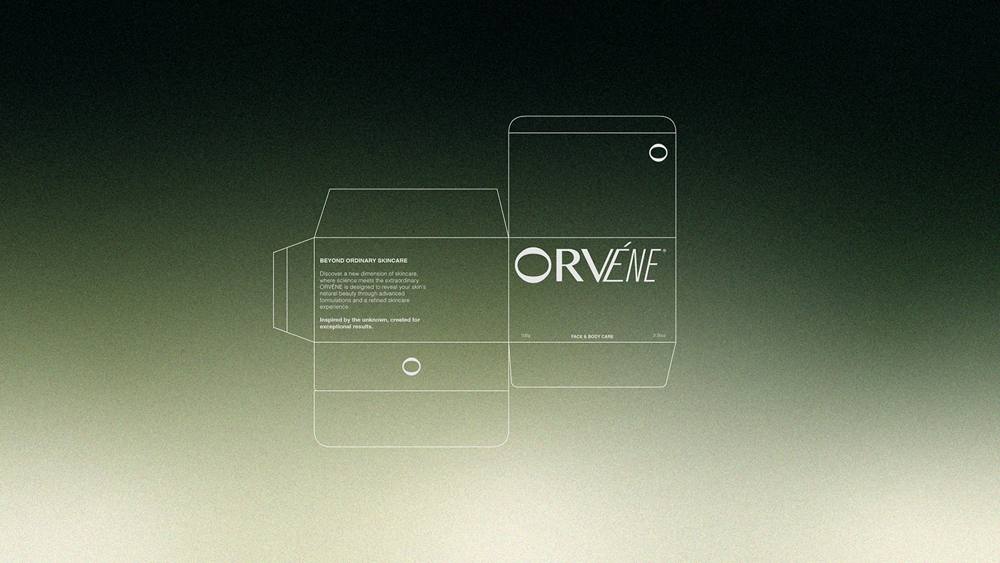 BEYOND ORDINARY SKINCARE
Discover a new dimension of skincare,
where science meets the extraordinary
ORVÉNE is designed to reveal your skin's
natural beauty through advanced
formulations and a refined skincare
experience.
Inspired by the unknown, created for
exceptional results.
O
O
ORVÉNE®
100g
FACE & BODY CARE